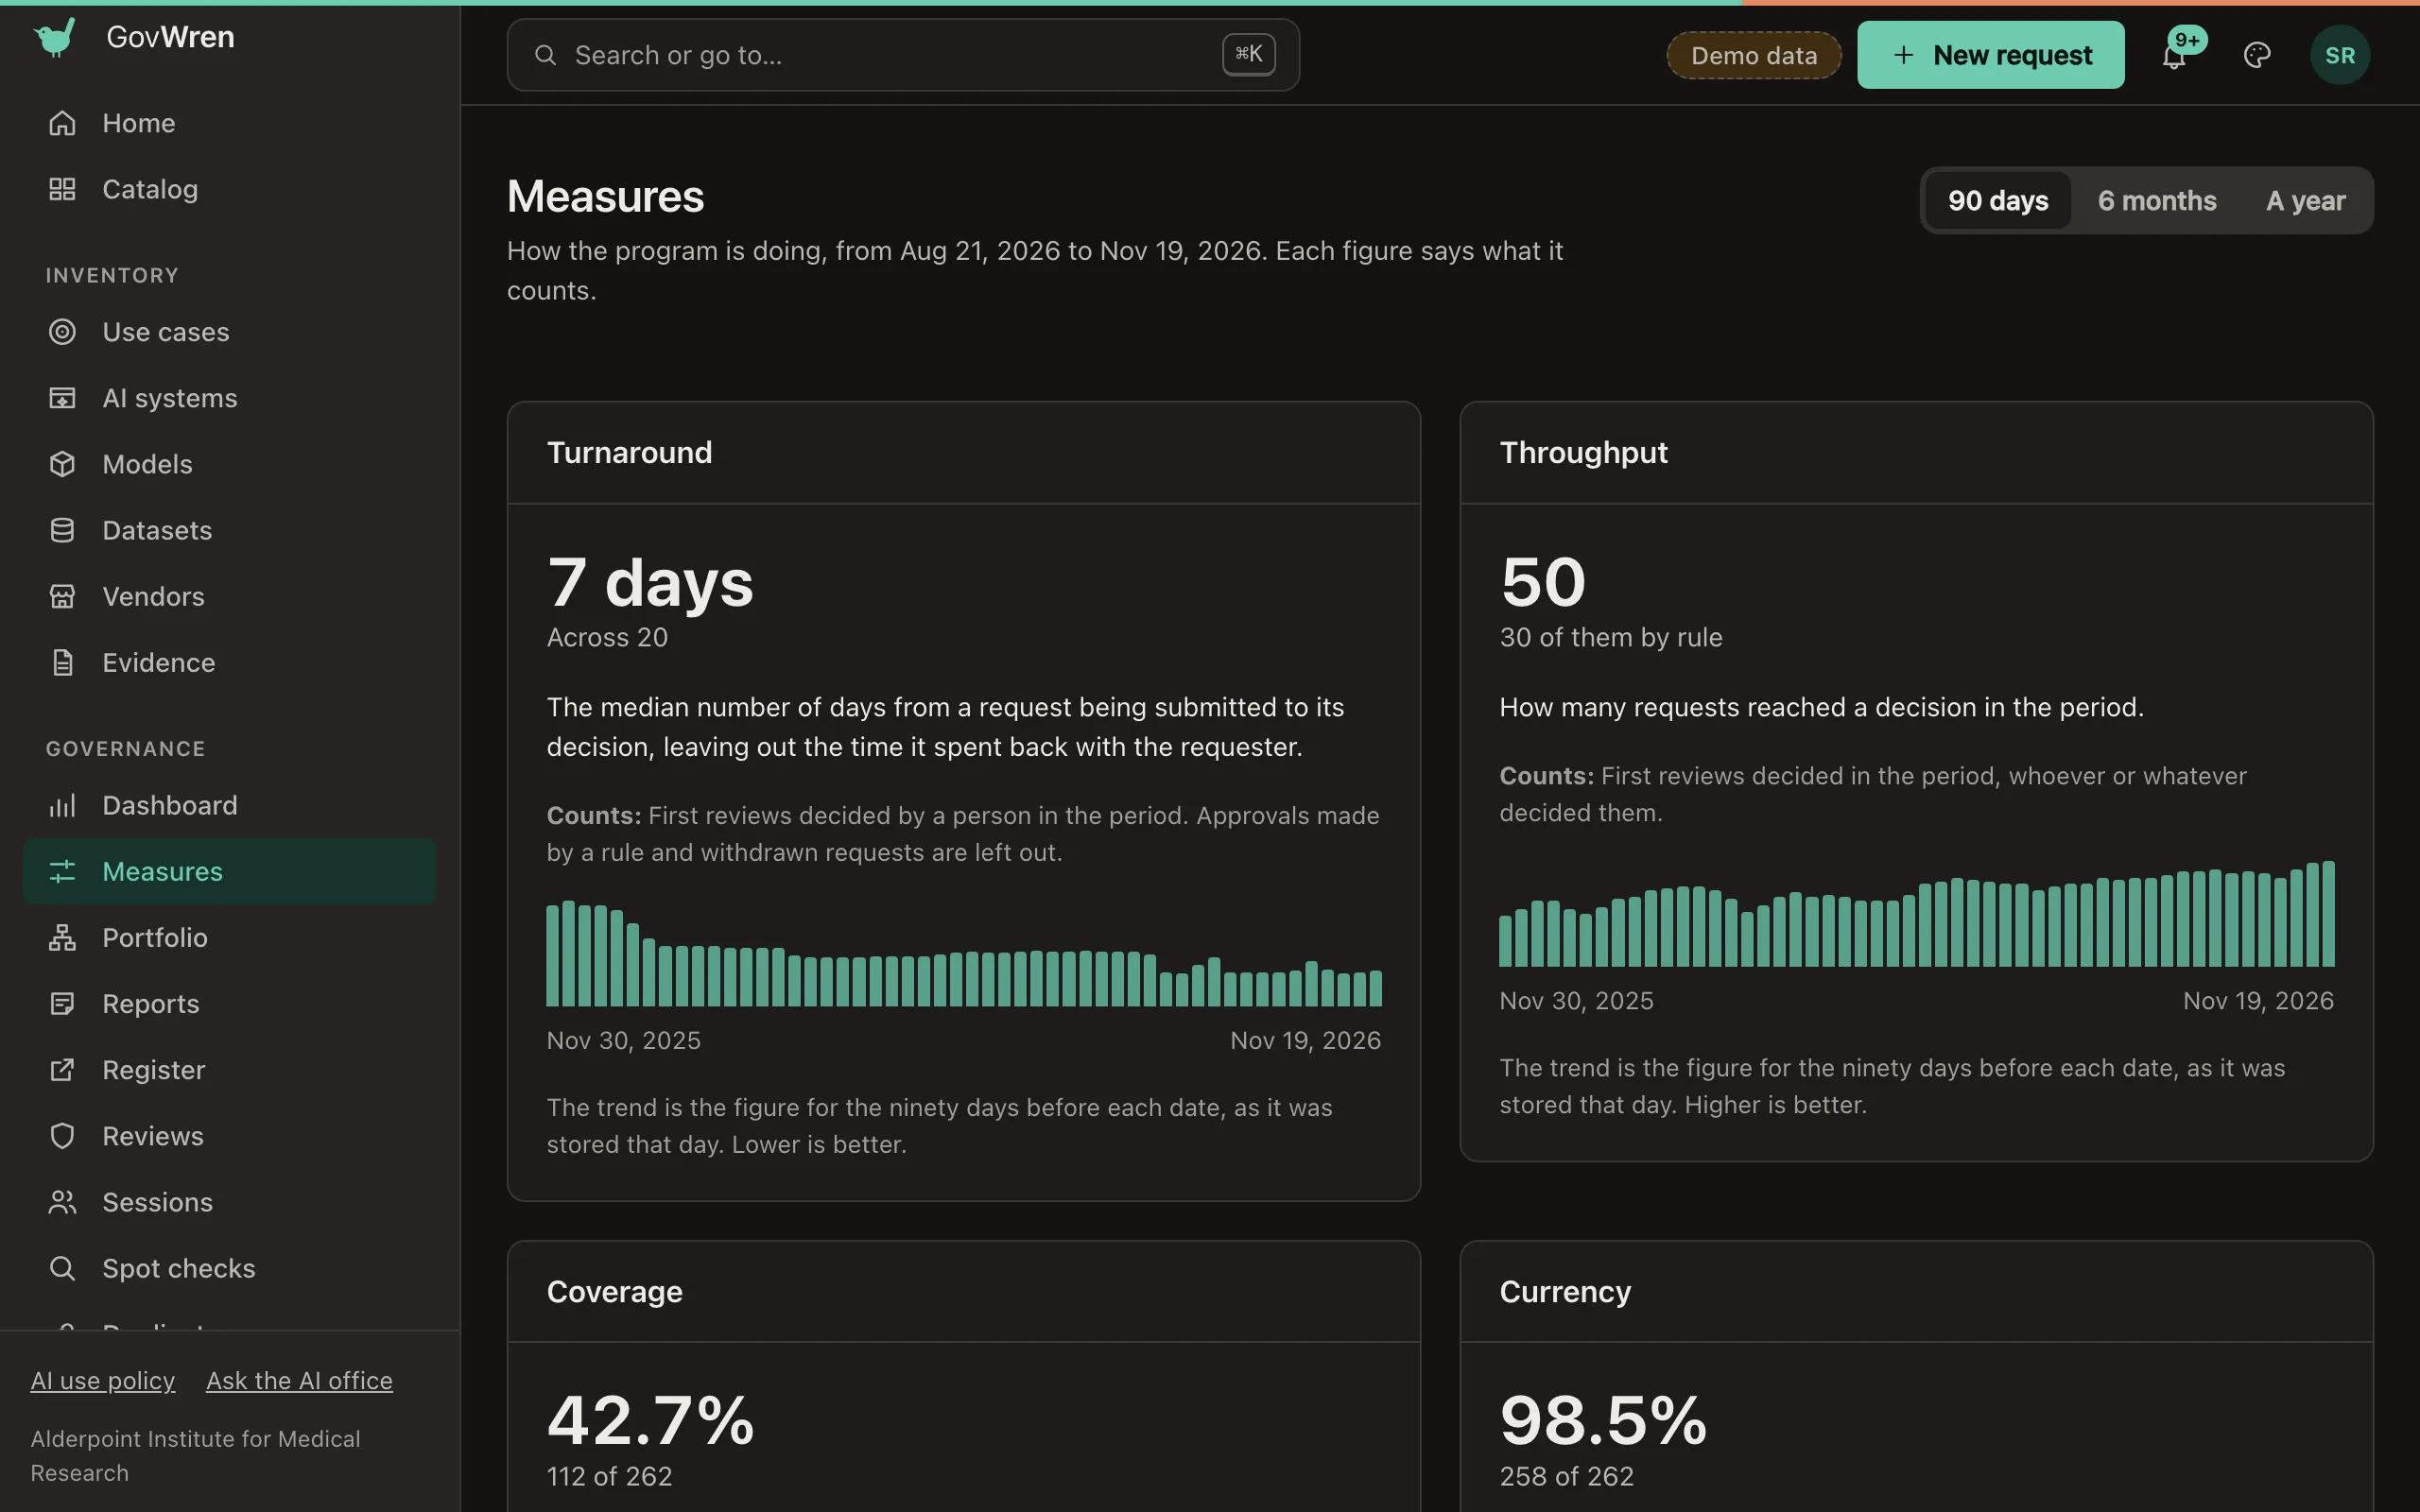 GovWren
Search or go to...
⌘K
Demo data
+ New request
9+
SR
Home
Catalog
INVENTORY
Use cases
AI systems
Models
Datasets
Vendors
Evidence
GOVERNANCE
Dashboard
Measures
Portfolio
Reports
Register
Reviews
Sessions
Spot checks
AI use policy
Ask the AI office
Alderpoint Institute for Medical
Research
Measures
How the program is doing, from Aug 21, 2026 to Nov 19, 2026. Each figure says what it
counts.
90 days
6 months
A year
Turnaround
7 days
Across 20
The median number of days from a request being submitted to its
decision, leaving out the time it spent back with the requester.
Counts: First reviews decided by a person in the period. Approvals made
by a rule and withdrawn requests are left out.
Nov 30, 2025
Nov 19, 2026
The trend is the figure for the ninety days before each date, as it was
stored that day. Lower is better.
Throughput
50
30 of them by rule
How many requests reached a decision in the period.
Counts: First reviews decided in the period, whoever or whatever
decided them.
Nov 30, 2025
Nov 19, 2026
The trend is the figure for the ninety days before each date, as it was
stored that day. Higher is better.
Coverage
42.7%
112 of 262
Currency
98.5%
258 of 262